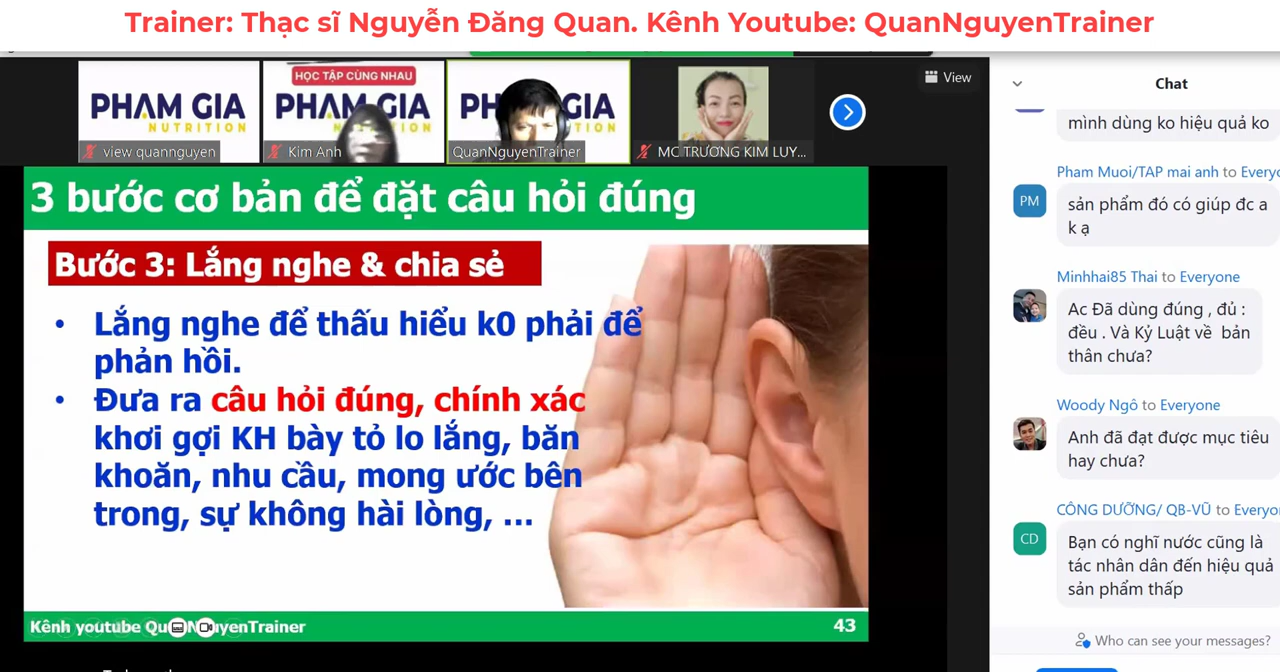 Trainer: Thạc sĩ Nguyễn Đăng Quan. Kênh Youtube: QuanNguyenTrainer
PHAM GIA
NUTRITION
view quannguyen
HỌC TẬP CÙNG NHAU
PHAM GIA
Kim Anh
QuanNguyenTrainer
MC TRƯƠNG KIM LUY...
View
3 bước cơ bản để đặt câu hỏi đúng
Bước 3: Lắng nghe & chia sẻ
• Lắng nghe để thấu hiểu k0 phải để
phản hồi.
• Đưa ra câu hỏi đúng, chính xác
khơi gợi KH bày tỏ lo lắng, băn
khoăn, nhu cầu, mong ước bên
trong, sự không hài lòng, ...
Kênh youtube QuanNguyenTrainer
43
Chat
mình dùng ko hiệu quả ko
Pham Muoi/TAP mai anh to Everyo
PM
sản phẩm đó có giúp đc a
k ạ
Minhhai85 Thai to Everyone
Ac Đã dùng đúng , đủ :
đều . Và Kỷ Luật về bản
thân chưa?
Woody Ngô to Everyone
Anh đã đạt được mục tiêu
hay chưa?
CÔNG DƯỠNG/ QB-VŨ to Everyo
CD
Bạn có nghĩ nước cũng là
tác nhân dân đến hiệu quả
sản phẩm thấp
Who can see your messages?